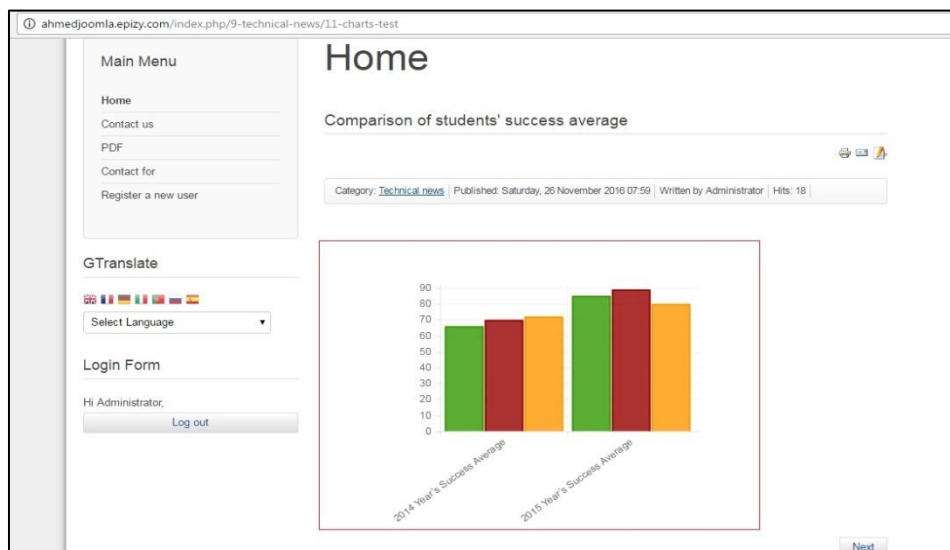 ahmedjoomla.epizy.com/index.php/9-technical-news/11-charts-test
Main Menu
Home
Contact us
PDF
Contact for
Register a new user
GTranslate
Select Language
Login Form
Hi Administrator,
Log out
Home
Comparison of students' success average
Category: Technical news Published: Saturday, 26 November 2016 07:59 Written by Administrator Hits: 18
90
80
70
60
50
40
30
20
10
0
2014 Year's Success Average
2015 Year's Success Average
Next